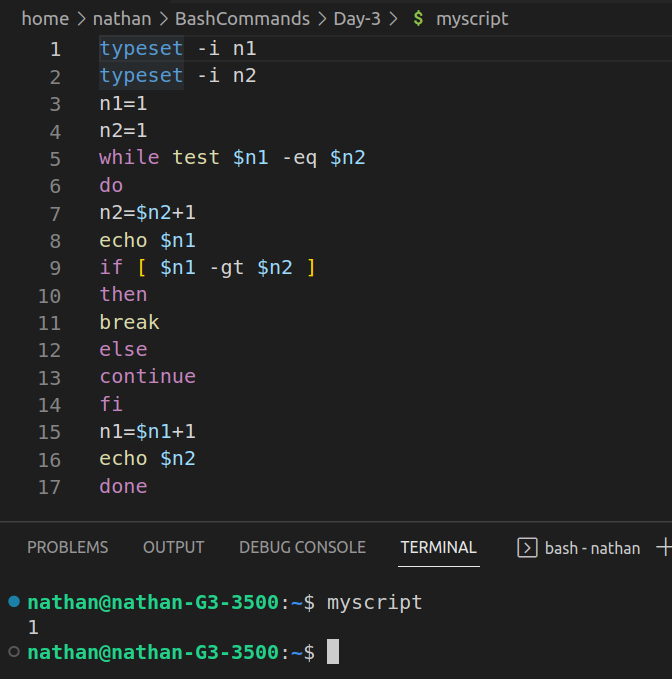 home > nathan > BashCommands > Day-3 > $ myscript
1 typeset -i n1
2 typeset -i n2
3 n1=1
4 n2=1
5 while test $n1 -eq $n2
6 do
7 n2=$n2+1
8 echo $n1
9 if [ $n1 -gt $n2 ]
10 then
11 break
12 else
13 continue
14 fi
15 n1=$n1+1
16 echo $n2
17 done
PROBLEMS OUTPUT DEBUG CONSOLE TERMINAL bash - nathan
nathan@nathan-G3-3500:~$ myscript
1
nathan@nathan-G3-3500:~$